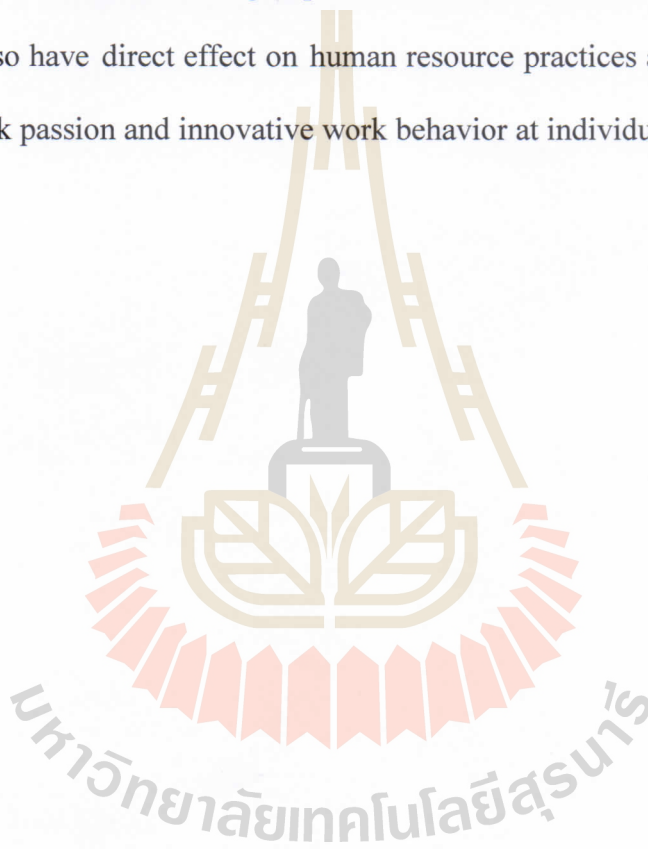 so have direct effect on human resource practices a
k passion and innovative work behavior at individu
มหาวิทยาลัยเทคโนโลยีสุรนารี